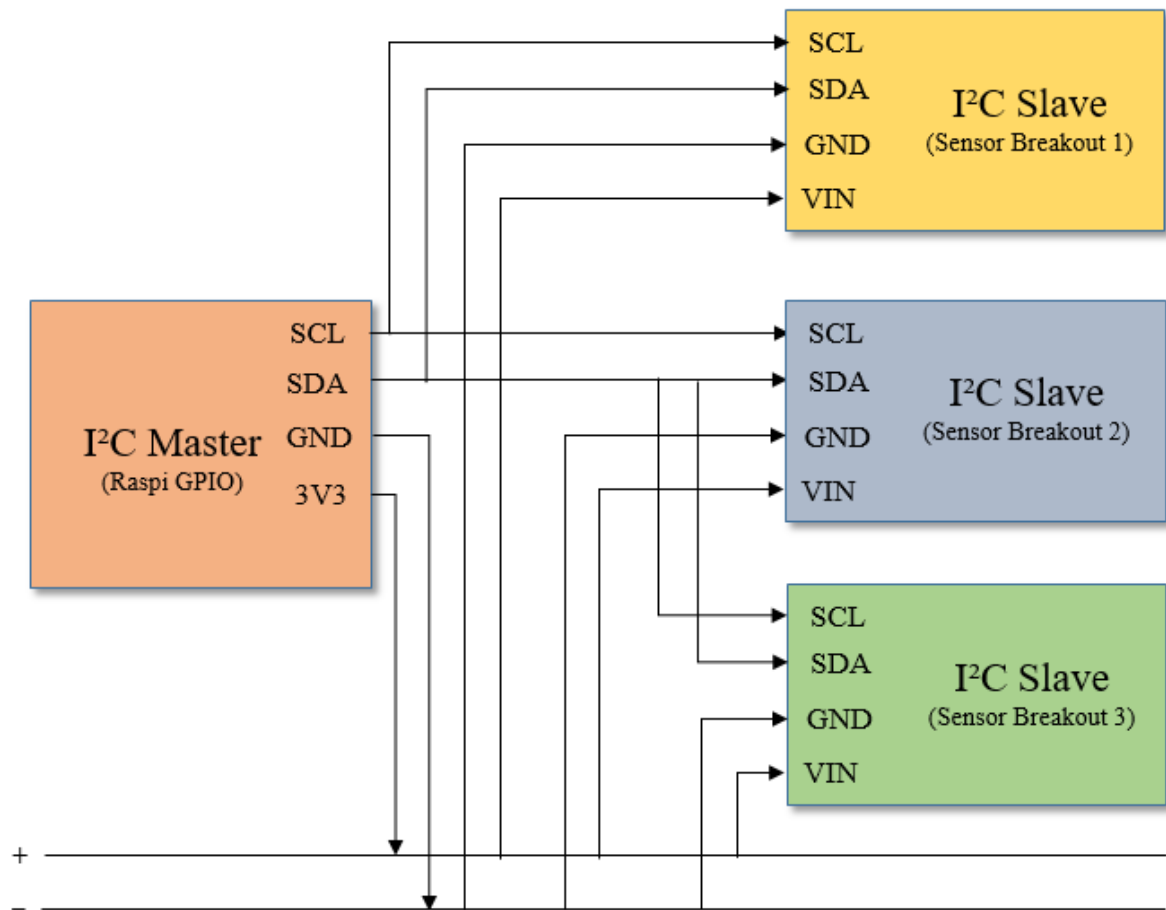 SCL
SDA
GND
VIN
I²C Slave
(Sensor Breakout 1)
SCL
SDA
GND
3V3
I²C Master
(Raspi GPIO)
SCL
SDA
GND
VIN
I²C Slave
(Sensor Breakout 2)
SCL
SDA
GND
VIN
I²C Slave
(Sensor Breakout 3)
+
–